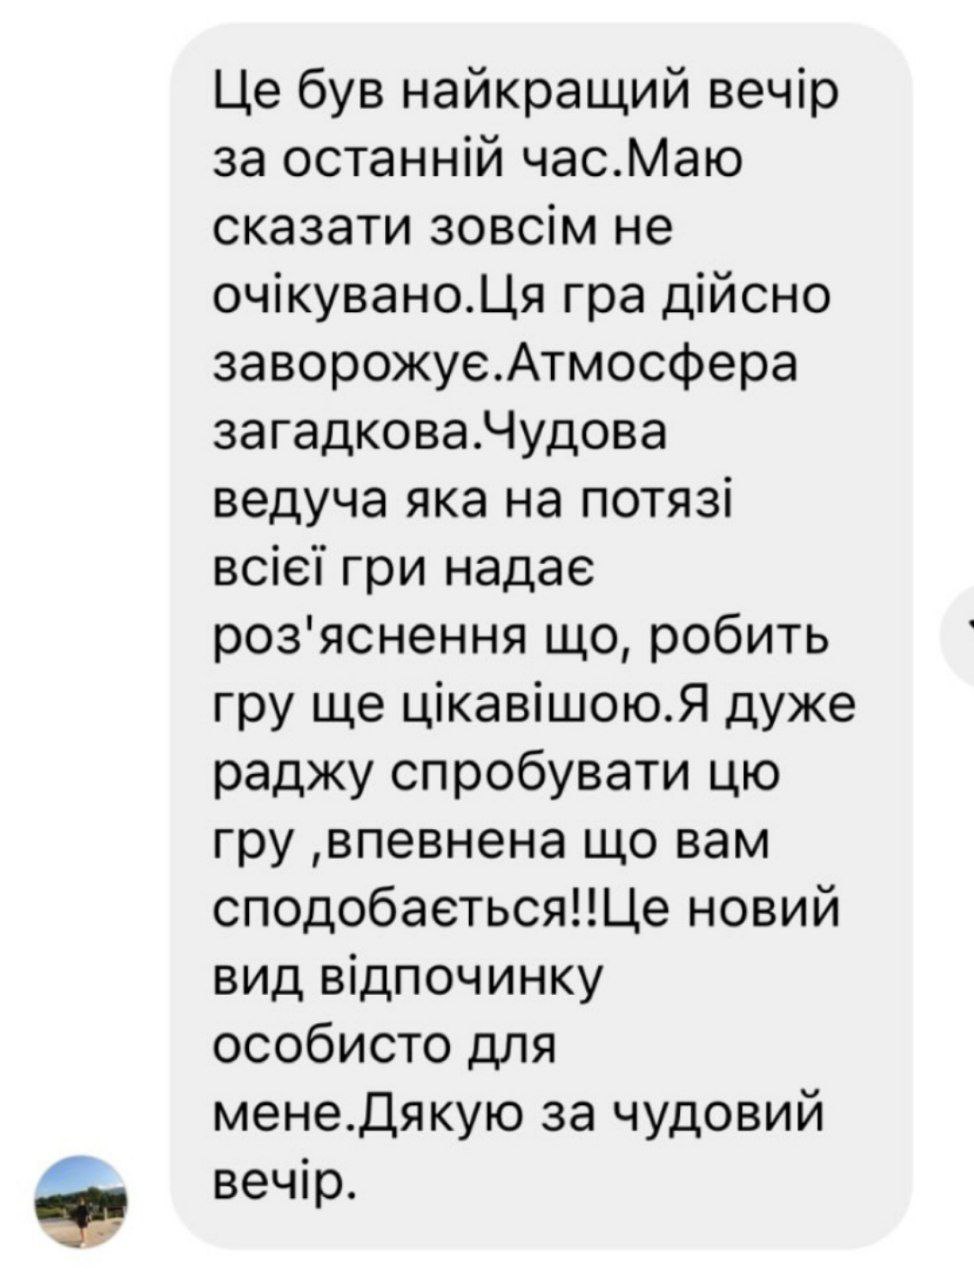 Це був найкращий вечір
за останній час.Маю
сказати зовсім не
очікувано.Ця гра дійсно
заворожує.Атмосфера
загадкова.Чудова
ведуча яка на потязі
всієї гри надає
роз'яснення що, робить
гру ще цікавішою.Я дуже
раджу спробувати цю
гру ,впевнена що вам
сподобається!!Це новий
вид відпочинку
особисто для
мене.Дякую за чудовий
вечір.